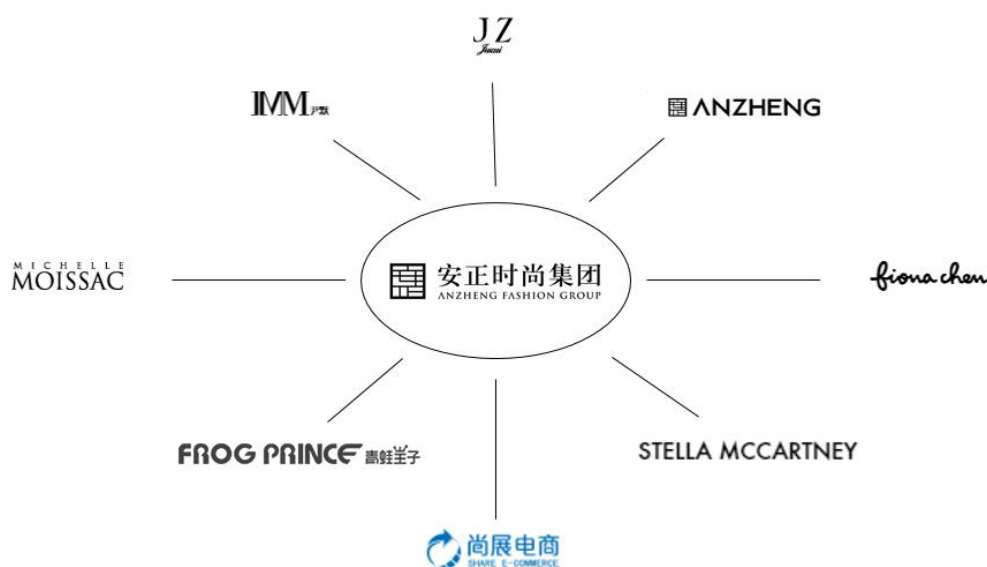 JZ
Juzui
IMM 尹默
ANZHENG
MICHELLE
MOISSAC
安正时尚集团
ANZHENG FASHION GROUP
fiona chen
FROG PRINCE 青蛙王子
STELLA MCCARTNEY
尚展电商
SHARE E-COMMERCE